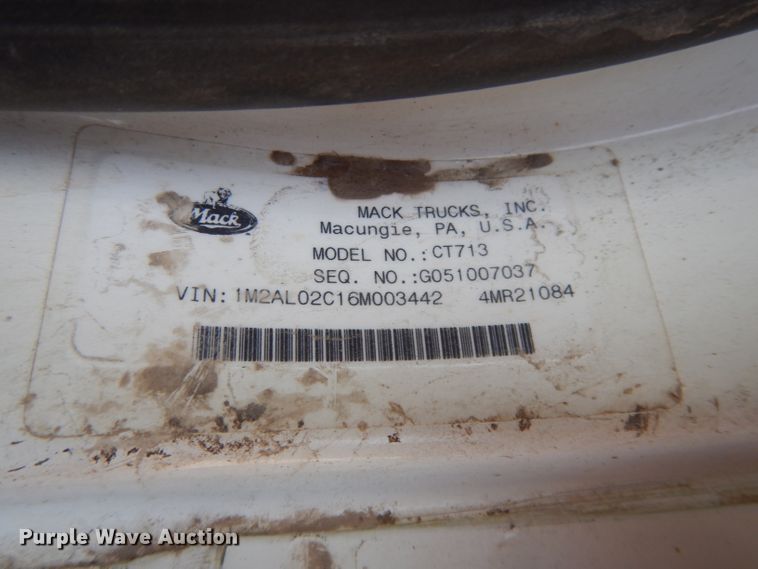 Mack
MACK TRUCKS, INC.
Macungie, PA, U.S.A.
MODEL NO.:CT713
SEQ. NO.:G051007037
VIN: 1M2AL02C16M003442 4MR21084
Purple Wave Auction